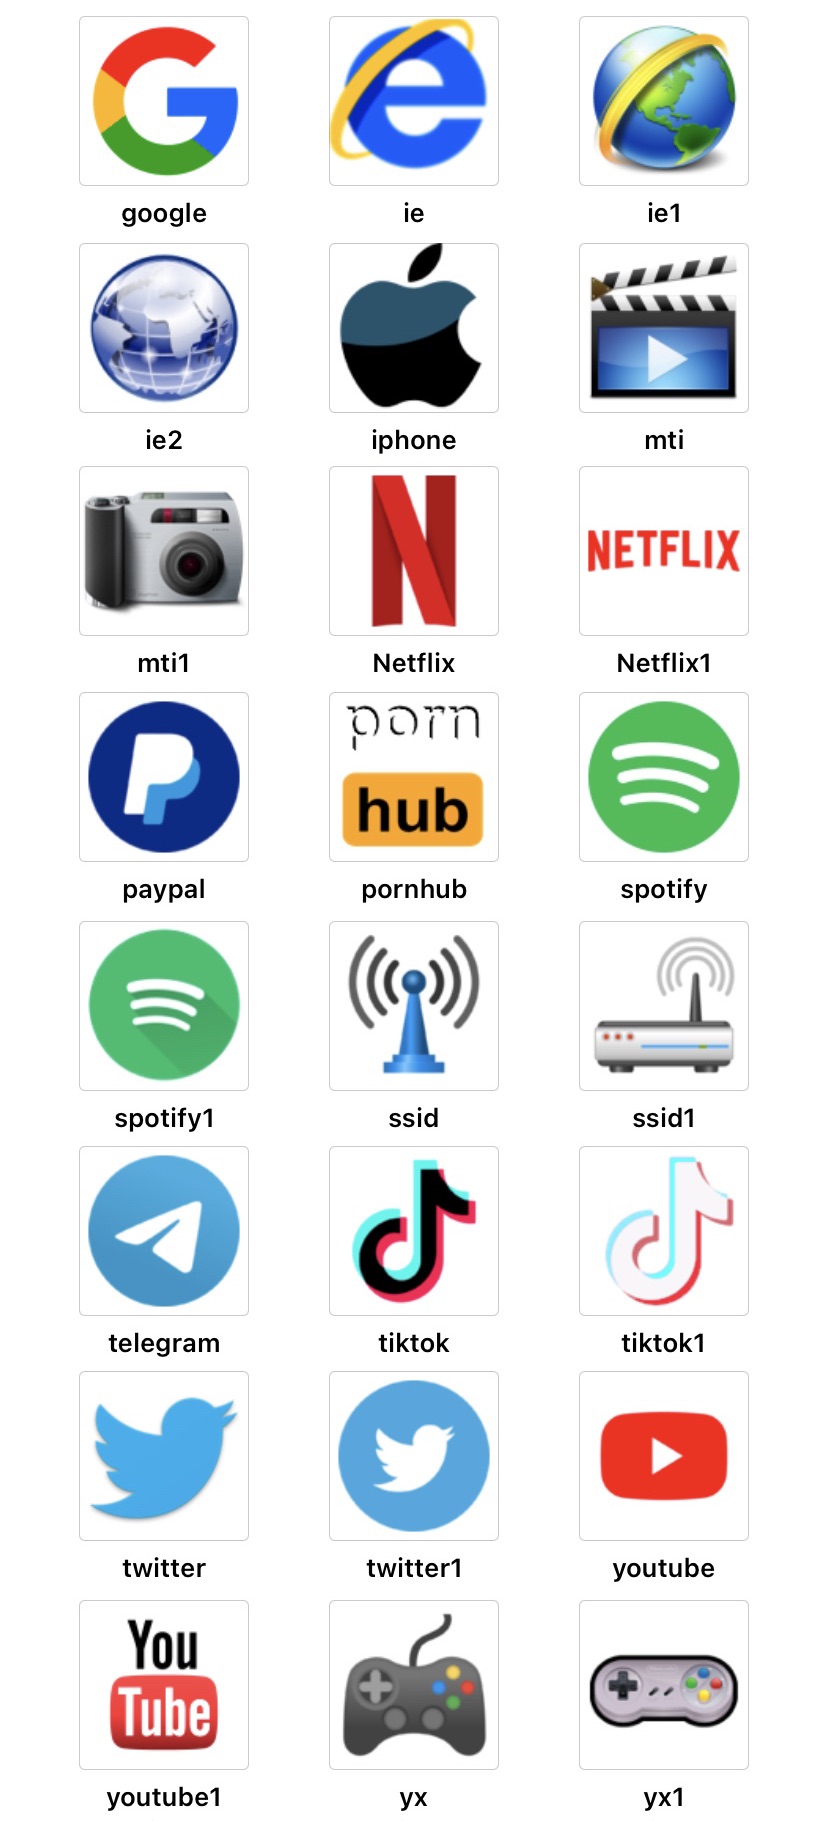 google
ie
ie1
ie2
iphone
mti
mti1
Netflix
NETFLIX
Netflix1
paypal
porn
hub
pornhub
spotify
spotify1
ssid
ssid1
telegram
tiktok
tiktok1
twitter
twitter1
youtube
You
Tube
youtube1
yx
yx1